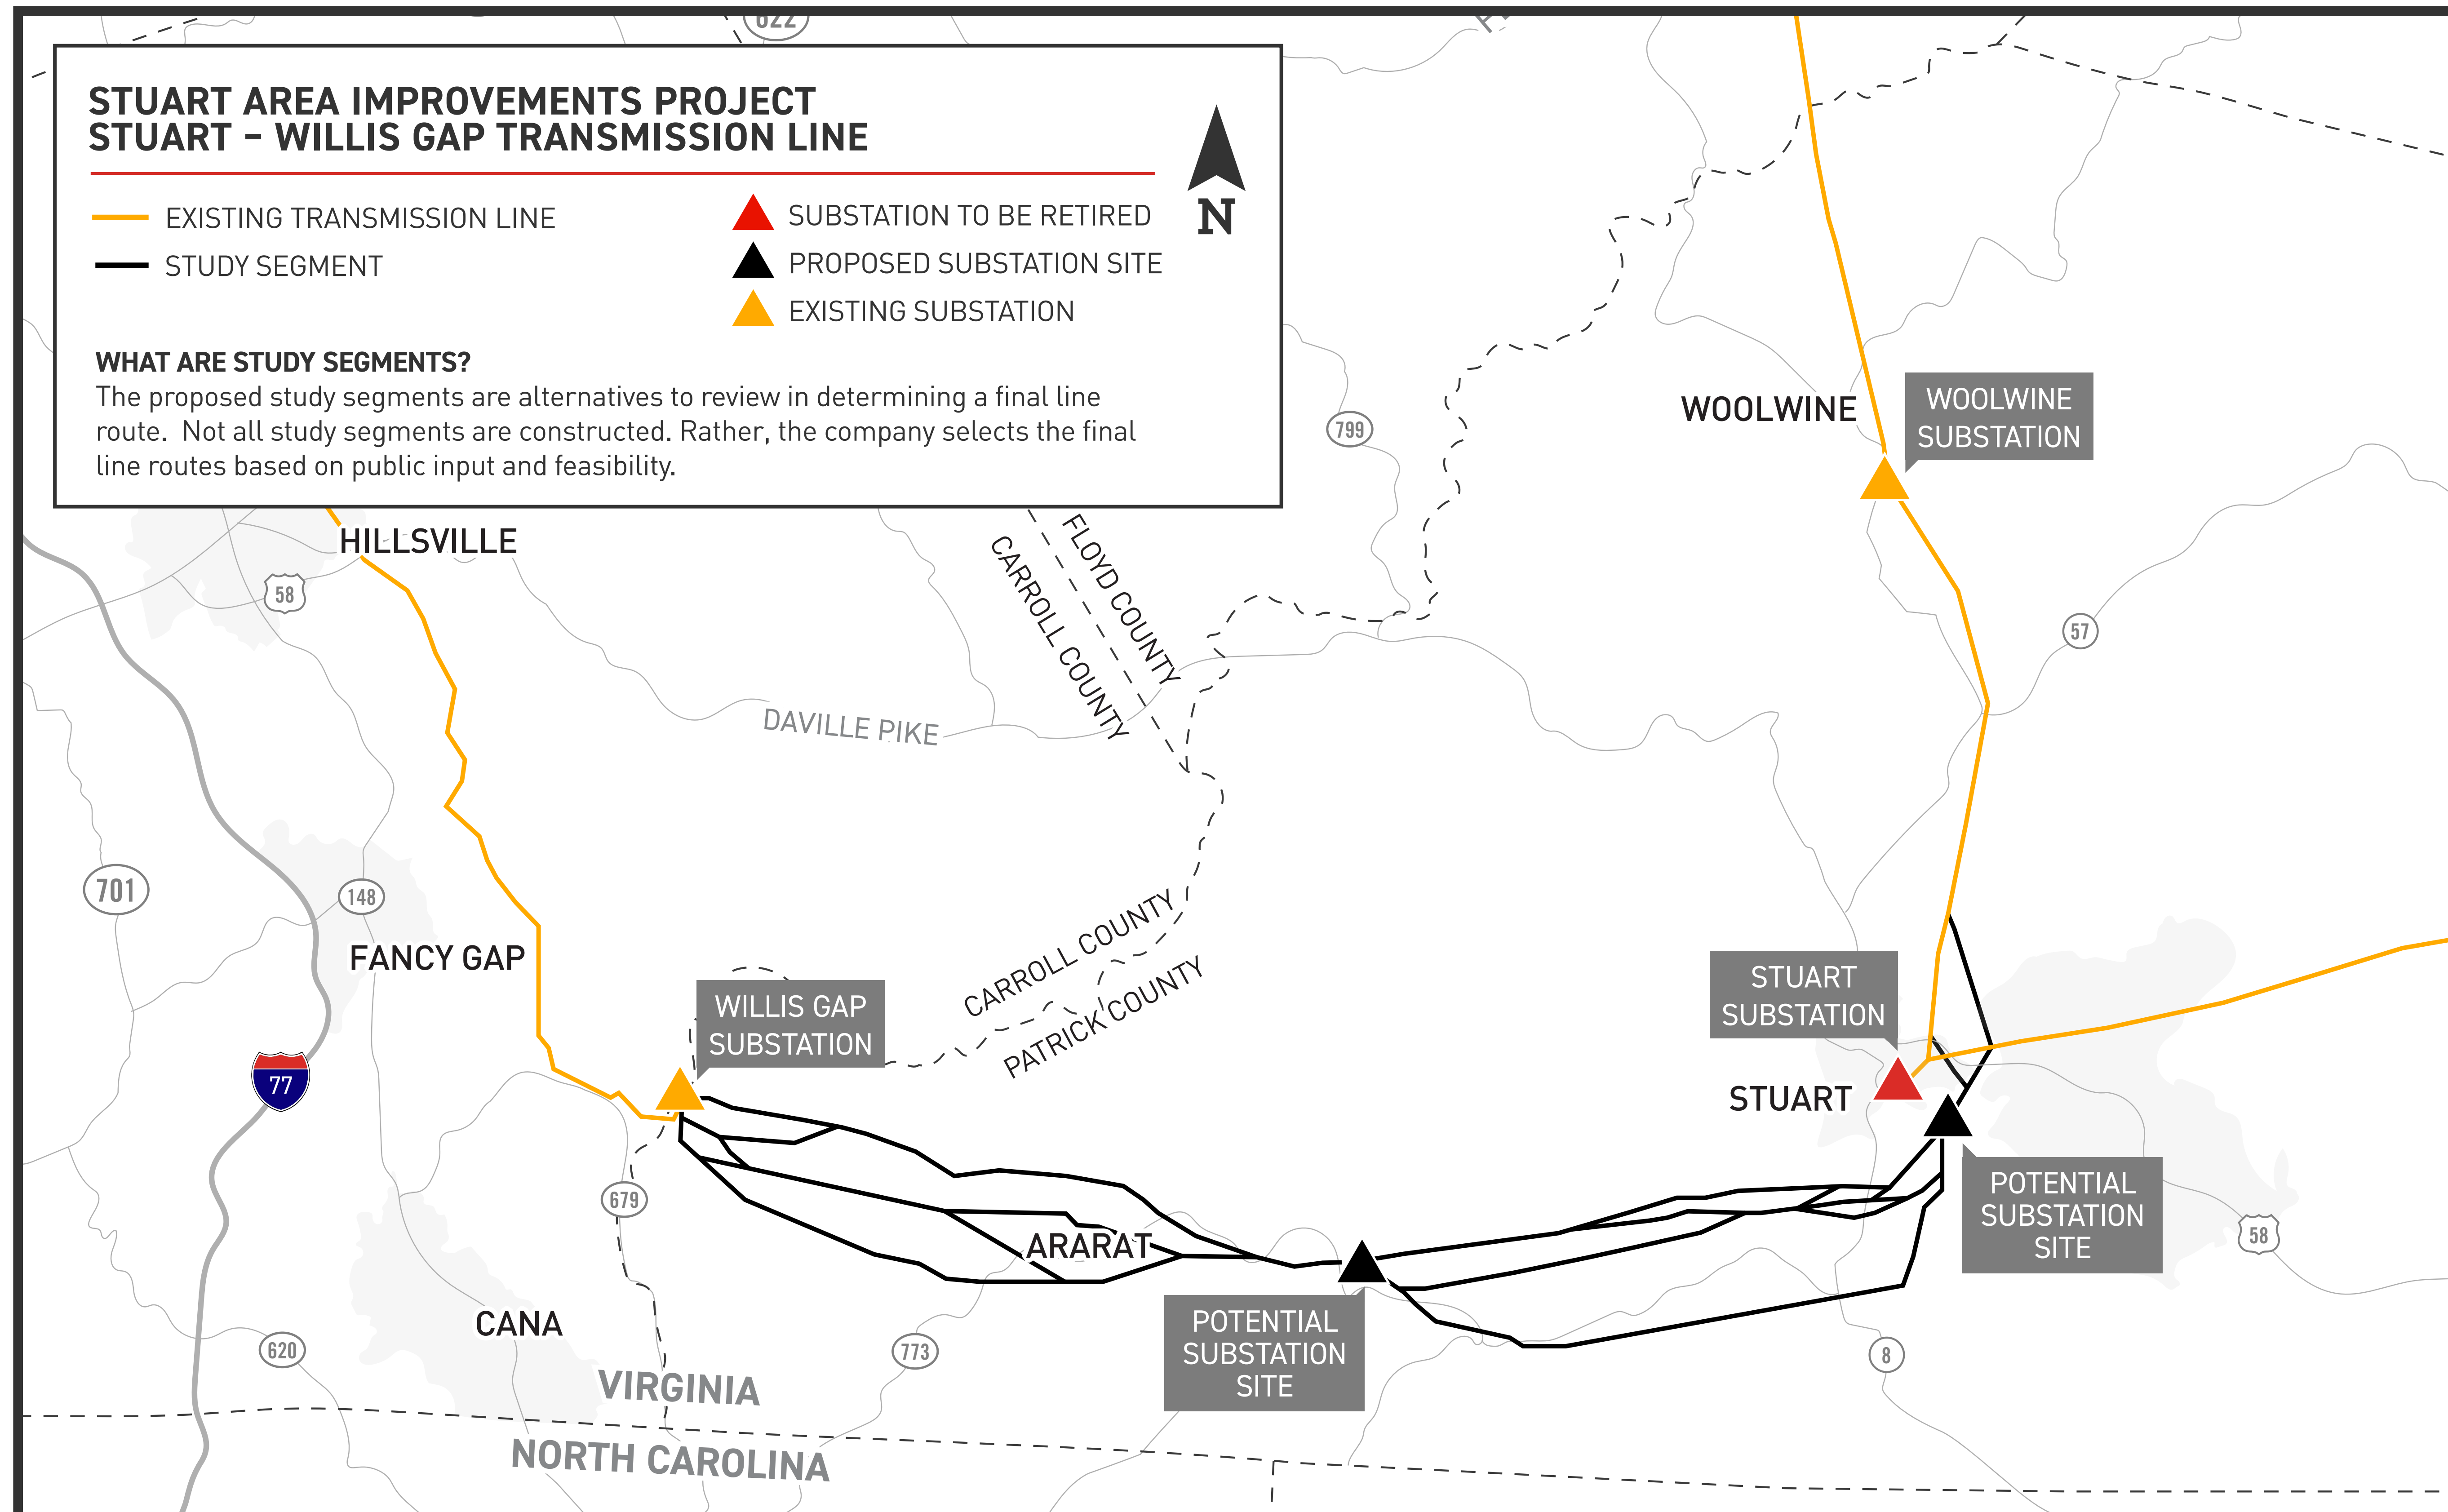 622
STUART AREA IMPROVEMENTS PROJECT
STUART – WILLIS GAP TRANSMISSION LINE
EXISTING TRANSMISSION LINE
STUDY SEGMENT
SUBSTATION TO BE RETIRED
PROPOSED SUBSTATION SITE
EXISTING SUBSTATION
N
WHAT ARE STUDY SEGMENTS?
The proposed study segments are alternatives to review in determining a final line
route.  Not all study segments are constructed. Rather, the company selects the final
line routes based on public input and feasibility.
799
WOOLWINE
WOOLWINE
SUBSTATION
HILLSVILLE
58
FLOYD COUNTY
CARROLL COUNTY
57
DAVILLE PIKE
701
148
FANCY GAP
CARROLL COUNTY
PATRICK COUNTY
WILLIS GAP
SUBSTATION
STUART
SUBSTATION
77
STUART
679
ARARAT
POTENTIAL
SUBSTATION
SITE
58
CANA
POTENTIAL
SUBSTATION
SITE
620
773
8
VIRGINIA
NORTH CAROLINA